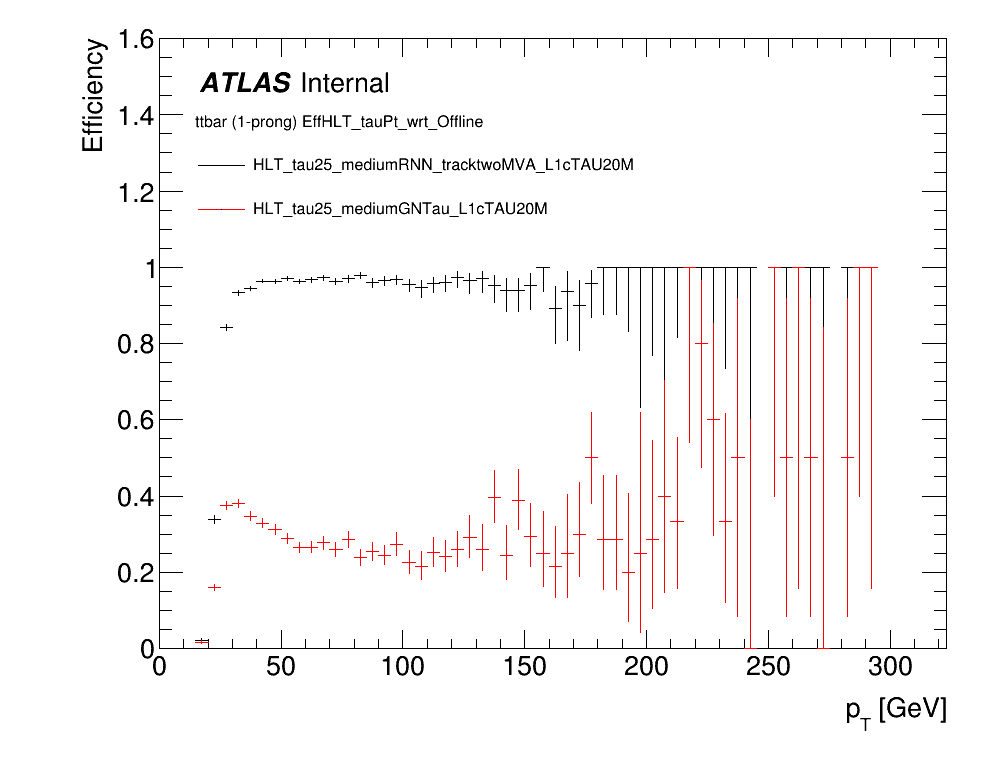 1.6
1.4
1.2
1
0.8
0.6
0.4
0.2
0
Efficiency
ATLAS Internal
ttbar (1-prong) EffHLT_tauPt_wrt_Offline
HLT_tau25_mediumRNN_tracktwoMVA_L1cTAU20M
HLT_tau25_mediumGNTau_L1cTAU20M
0 50 100 150 200 250 300
p_T [GeV]